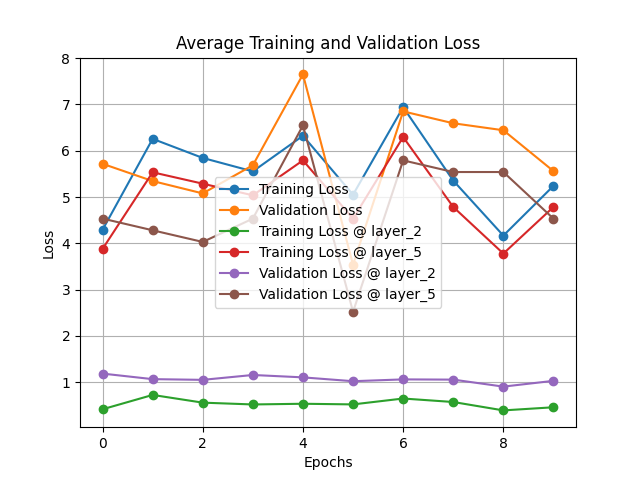 Average Training and Validation Loss
Loss
8
7
6
5
4
3
2
1
Training Loss
Validation Loss
Training Loss @ layer_2
Training Loss @ layer_5
Validation Loss @ layer_2
Validation Loss @ layer_5
0 2 4 6 8
Epochs